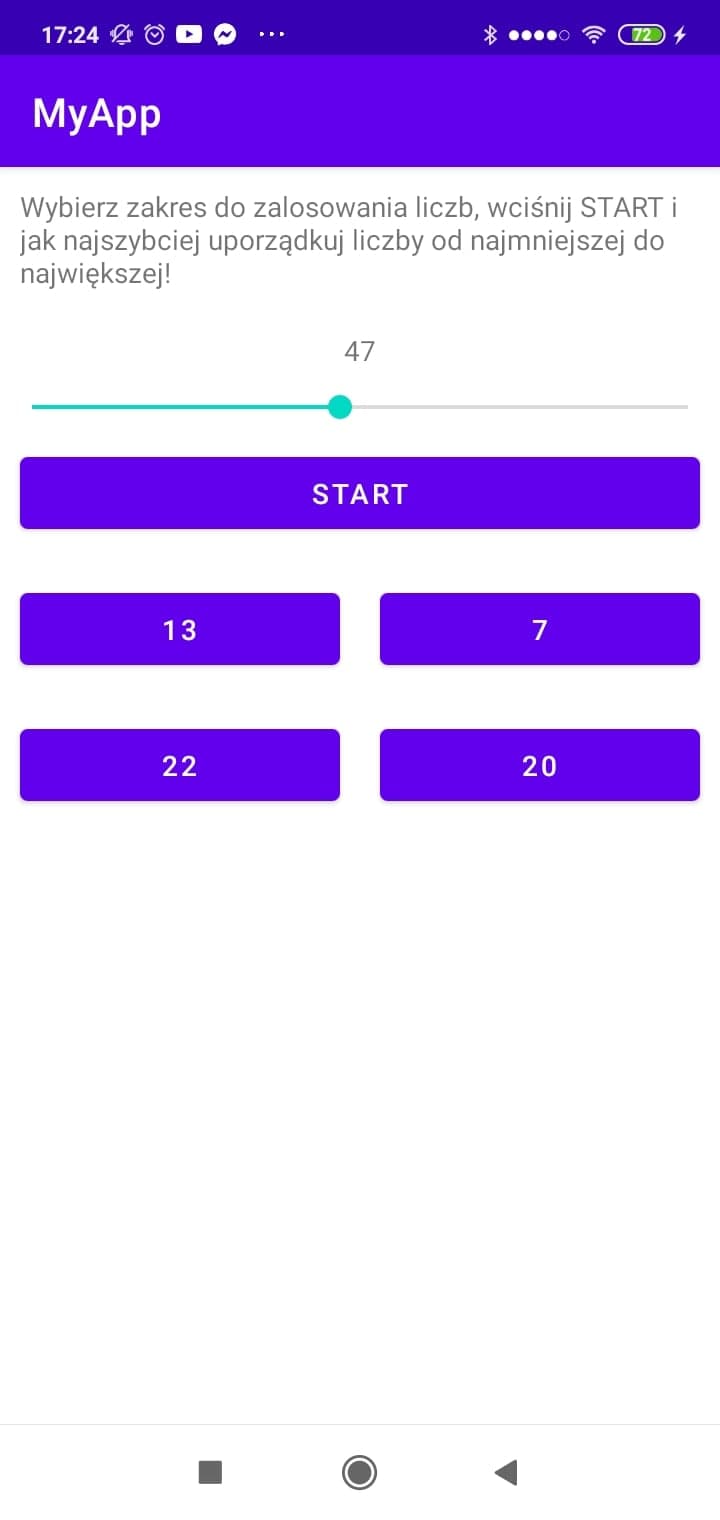 17:24
72
MyApp
Wybierz zakres do zalosowania liczb, wciśnij START i
jak najszybciej uporządkuj liczby od najmniejszej do
największej!
47
START
13 7
22 20